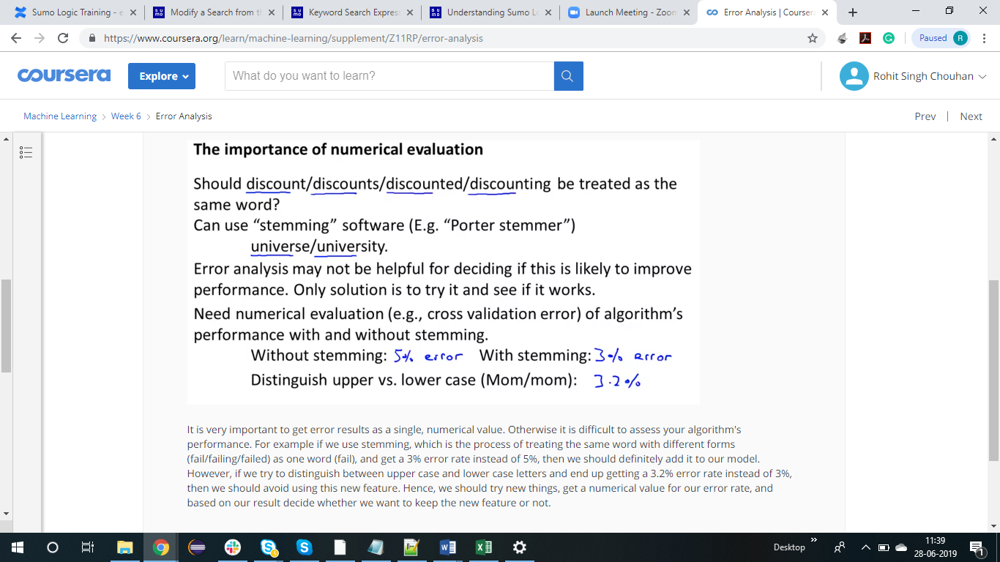 Sumo Logic Training - e
Modify a Search from th
Keyword Search Express
Understanding Sumo Lo
Launch Meeting - Zoom
Error Analysis | Coursera
https://www.coursera.org/learn/machine-learning/supplement/Z11RP/error-analysis
Paused R
coursera
Explore
What do you want to learn?
Rohit Singh Chouhan
Machine Learning > Week 6 > Error Analysis
Prev | Next
The importance of numerical evaluation
Should discount/discounts/discounted/discounting be treated as the
same word?
Can use “stemming” software (E.g. “Porter stemmer”)
universe/university.
Error analysis may not be helpful for deciding if this is likely to improve
performance. Only solution is to try it and see if it works.
Need numerical evaluation (e.g., cross validation error) of algorithm’s
performance with and without stemming.
Without stemming: 5% error With stemming: 3% error
Distinguish upper vs. lower case (Mom/mom): 3.2%
It is very important to get error results as a single, numerical value. Otherwise it is difficult to assess your algorithm's
performance. For example if we use stemming, which is the process of treating the same word with different forms
(fail/failing/failed) as one word (fail), and get a 3% error rate instead of 5%, then we should definitely add it to our model.
However, if we try to distinguish between upper case and lower case letters and end up getting a 3.2% error rate instead of 3%,
then we should avoid using this new feature. Hence, we should try new things, get a numerical value for our error rate, and
based on our result decide whether we want to keep the new feature or not.
Desktop
11:39
28-06-2019
1